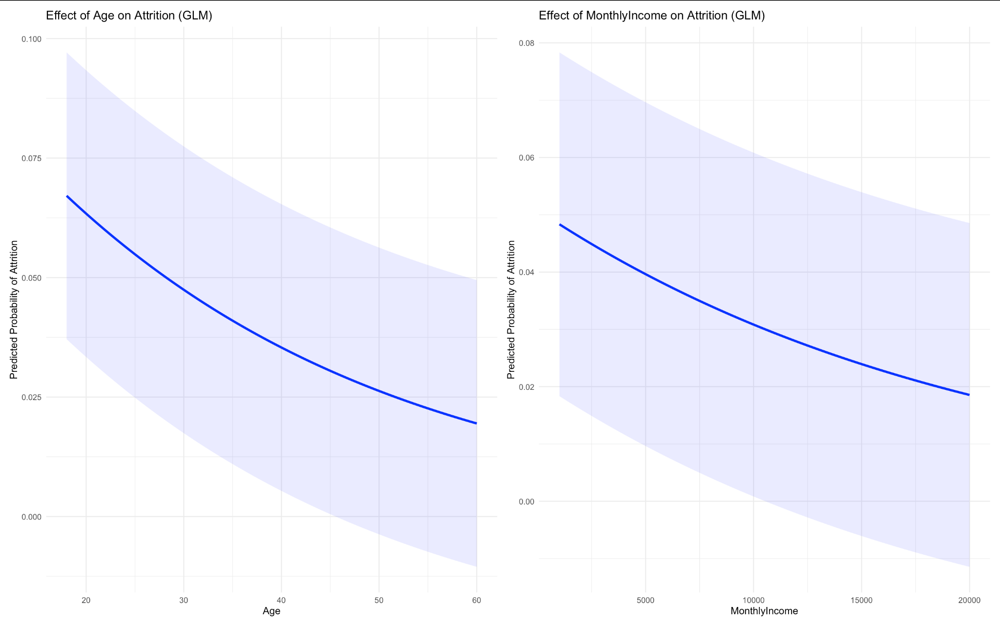 Effect of Age on Attrition (GLM)
Predicted Probability of Attrition
0.100
0.075
0.050
0.025
0.000
20 30 40 50 60
Age
Effect of MonthlyIncome on Attrition (GLM)
Predicted Probability of Attrition
0.08
0.06
0.04
0.02
0.00
5000 10000 15000 20000
MonthlyIncome